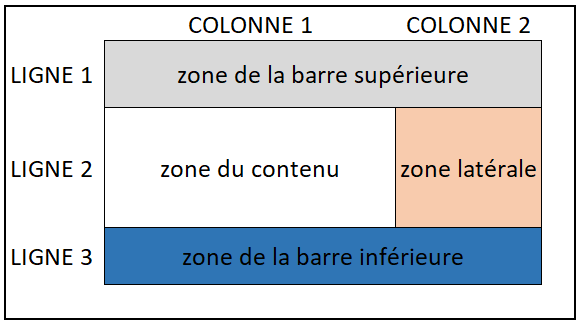 COLONNE 1 COLONNE 2
LIGNE 1 zone de la barre supérieure
LIGNE 2 zone du contenu zone latérale
LIGNE 3 zone de la barre inférieure